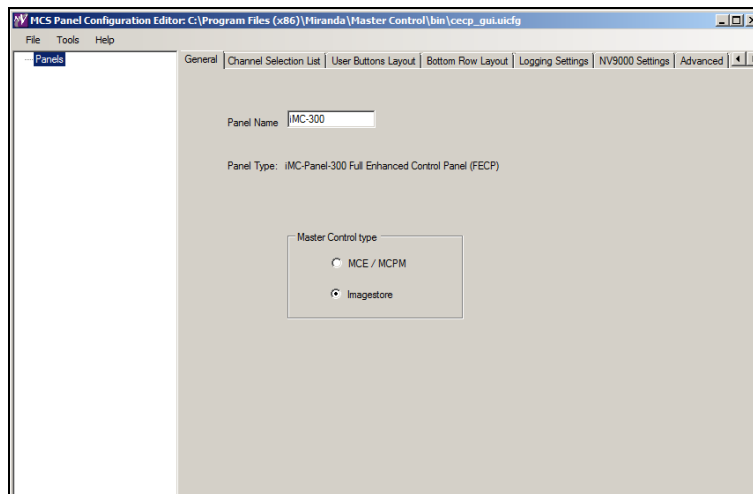 MCS Panel Configuration Editor: C:\Program Files (x86)\Miranda\Master Control\bin\cecp_gui.uicfg
File Tools Help
Panels
General Channel Selection List User Buttons Layout Bottom Row Layout Logging Settings NV9000 Settings Advanced
Panel Name iMC-300
Panel Type: iMC-Panel-300 Full Enhanced Control Panel (FECP)
Master Control type
MCE / MCPM
Imagestore